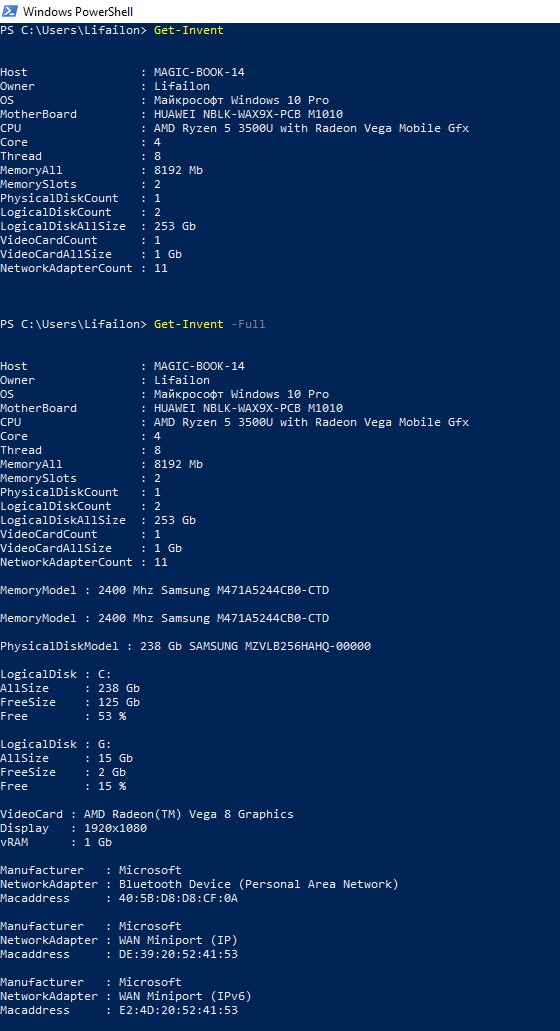 Windows PowerShell
PS C:\Users\Lifailon> Get-Invent
Host : MAGIC-BOOK-14
Owner : Lifailon
OS : Майкрософт Windows 10 Pro
MotherBoard : HUAWEI NBLK-WAX9X-PCB M1010
CPU : AMD Ryzen 5 3500U with Radeon Vega Mobile Gfx
Core : 4
Thread : 8
MemoryAll : 8192 Mb
MemorySlots : 2
PhysicalDiskCount : 1
LogicalDiskCount : 2
LogicalDiskAllSize : 253 Gb
VideoCardCount : 1
VideoCardAllSize : 1 Gb
NetworkAdapterCount : 11
PS C:\Users\Lifailon> Get-Invent -Full
Host : MAGIC-BOOK-14
Owner : Lifailon
OS : Майкрософт Windows 10 Pro
MotherBoard : HUAWEI NBLK-WAX9X-PCB M1010
CPU : AMD Ryzen 5 3500U with Radeon Vega Mobile Gfx
Core : 4
Thread : 8
MemoryAll : 8192 Mb
MemorySlots : 2
PhysicalDiskCount : 1
LogicalDiskCount : 2
LogicalDiskAllSize : 253 Gb
VideoCardCount : 1
VideoCardAllSize : 1 Gb
NetworkAdapterCount : 11
MemoryModel : 2400 Mhz Samsung M471A5244CB0-CTD
MemoryModel : 2400 Mhz Samsung M471A5244CB0-CTD
PhysicalDiskModel : 238 Gb SAMSUNG MZVLB256HAHQ-00000
LogicalDisk : C:
AllSize : 238 Gb
FreeSize : 125 Gb
Free : 53 %
LogicalDisk : G:
AllSize : 15 Gb
FreeSize : 2 Gb
Free : 15 %
VideoCard : AMD Radeon(TM) Vega 8 Graphics
Display : 1920x1080
vRAM : 1 Gb
Manufacturer : Microsoft
NetworkAdapter : Bluetooth Device (Personal Area Network)
Macaddress : 40:5B:D8:D8:CF:0A
Manufacturer : Microsoft
NetworkAdapter : WAN Miniport (IP)
Macaddress : DE:39:20:52:41:53
Manufacturer : Microsoft
NetworkAdapter : WAN Miniport (IPv6)
Macaddress : E2:4D:20:52:41:53